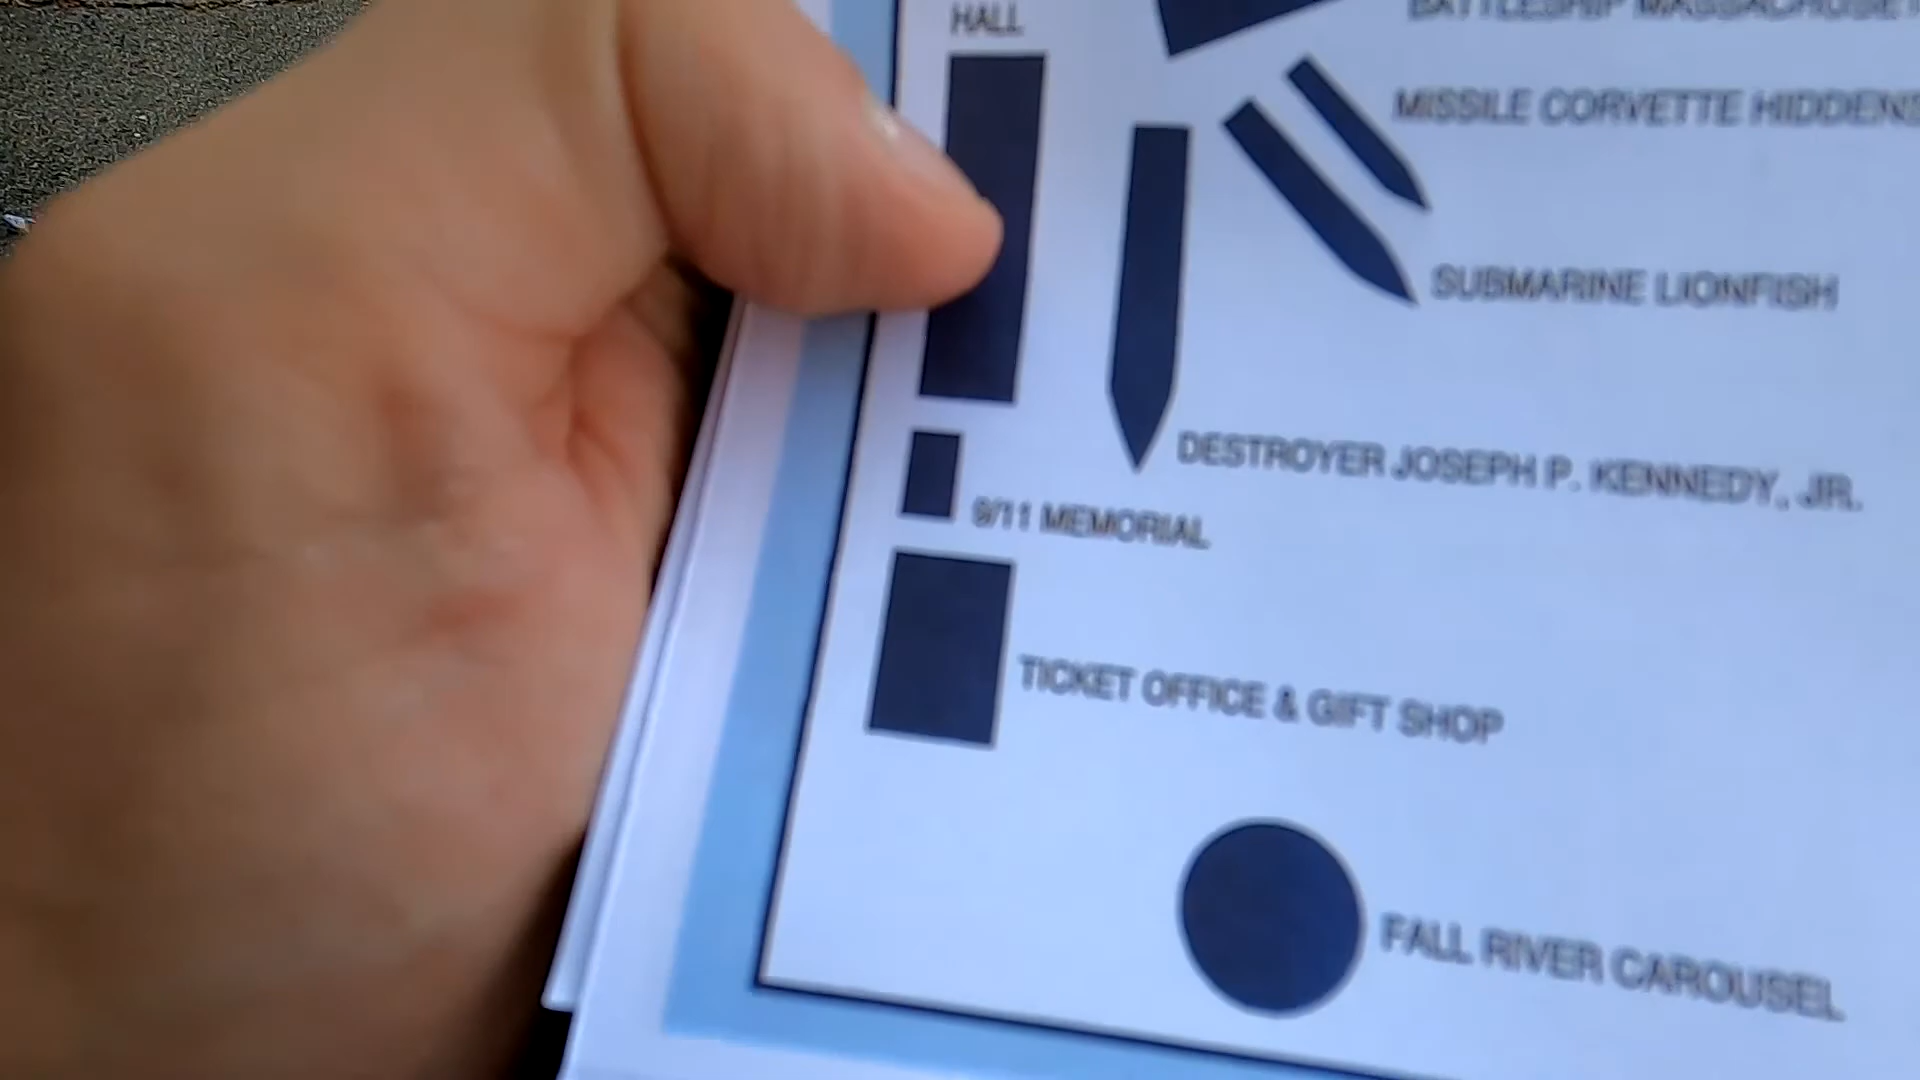 HALL
BATTLESHIP
MISSILE CORVETTE
SUBMARINE LIONFISH
DESTROYER JOSEPH P. KENNEDY, JR.
9/11 MEMORIAL
TICKET OFFICE & GIFT SHOP
FALL RIVER CAROUSEL